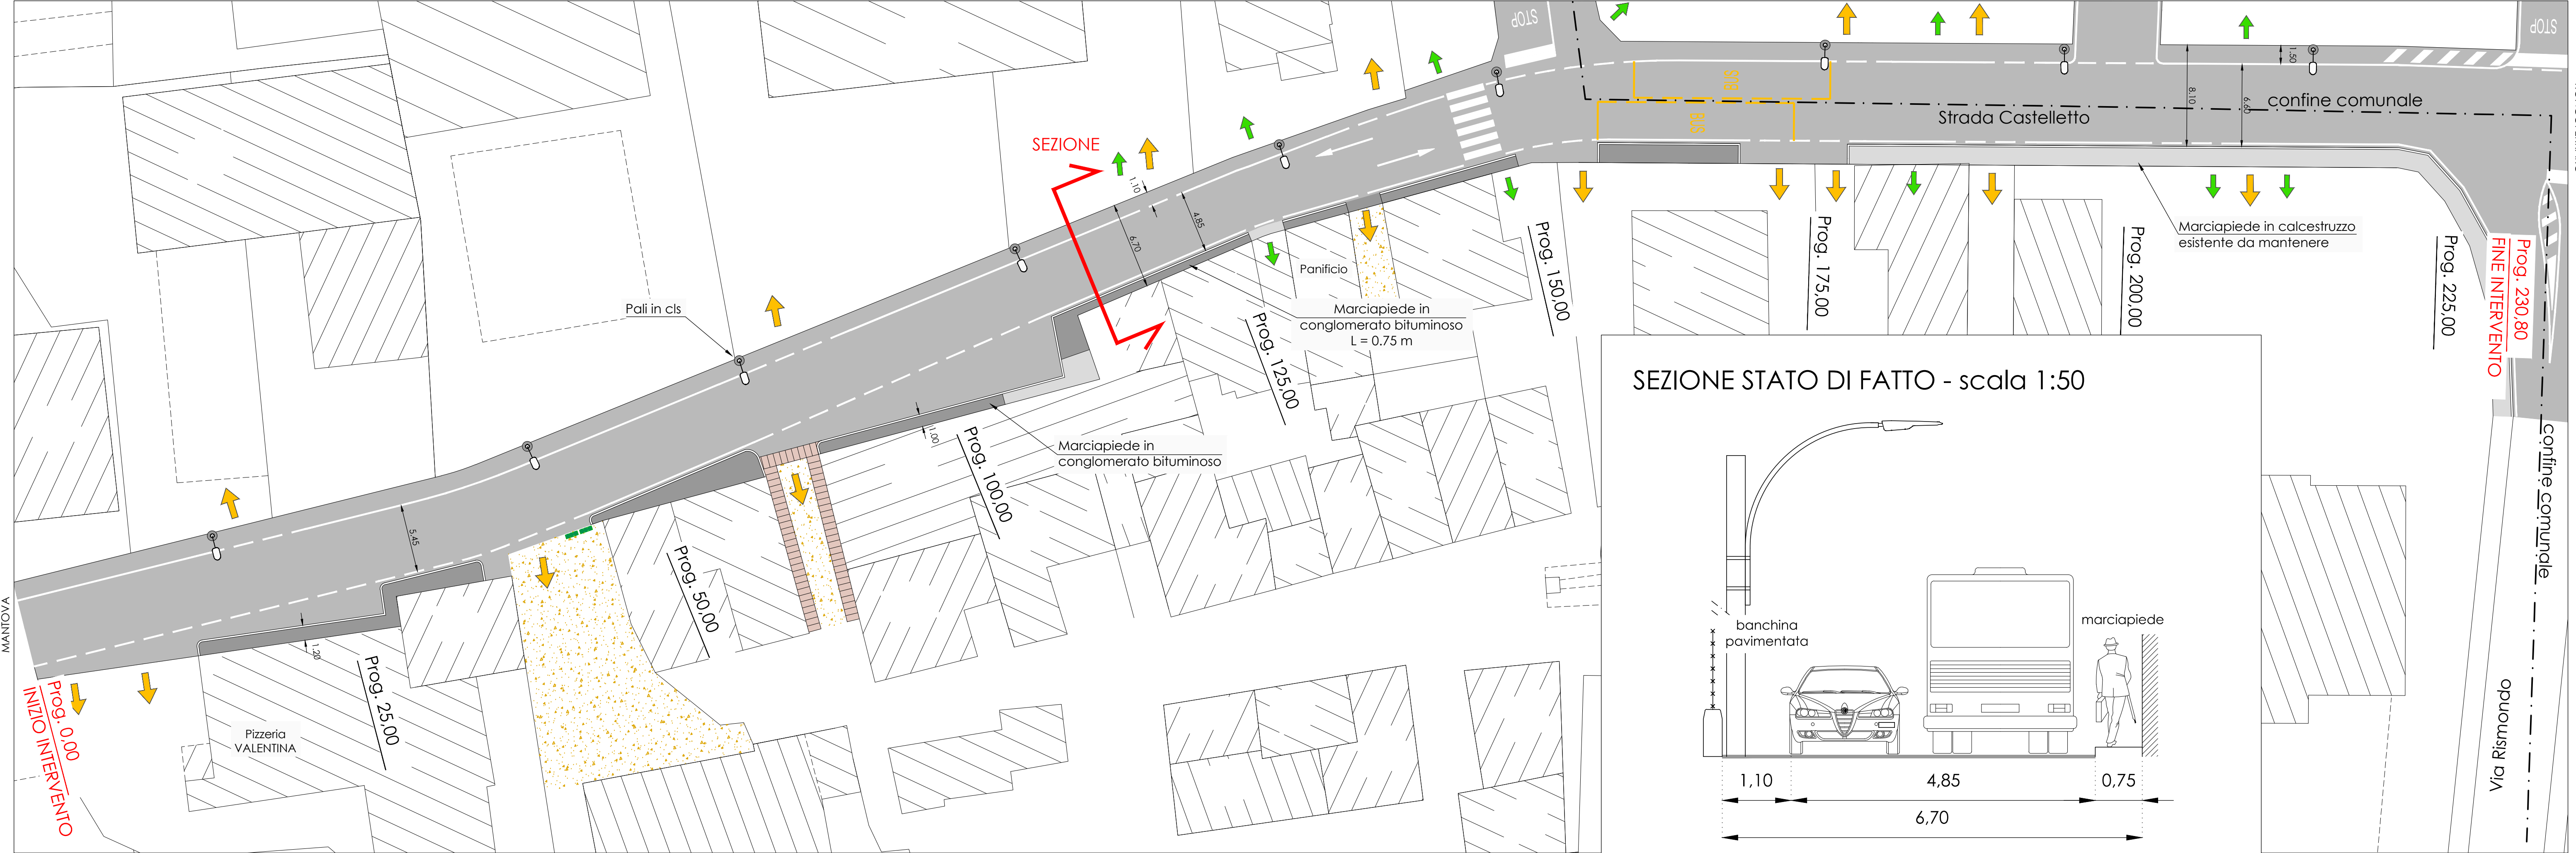 STOP
STOP
1.50
BUS
8.10
6.60
confine comunale
BUS
Strada Castelletto
SEZIONE
1.10
4.85
6.70
Marciapiede in calcestruzzo
esistente da mantenere
Panificio
Prog. 150,00
Prog. 175,00
Prog. 200,00
Prog. 225,00
Prog. 230,80
FINE INTERVENTO
Pali in cls
Marciapiede in
conglomerato bituminoso
L = 0.75 m
Prog. 125,00
1.00
Prog. 100,00
Marciapiede in
conglomerato bituminoso
confine comunale
5.45
Prog. 50,00
MANTOVA
1.20
Prog. 25,00
Prog. 0,00
INIZIO INTERVENTO
Pizzeria
VALENTINA
Via Rismondo
SEZIONE STATO DI FATTO - scala 1:50
banchina
pavimentata
marciapiede
1,10
4,85
0,75
6,70